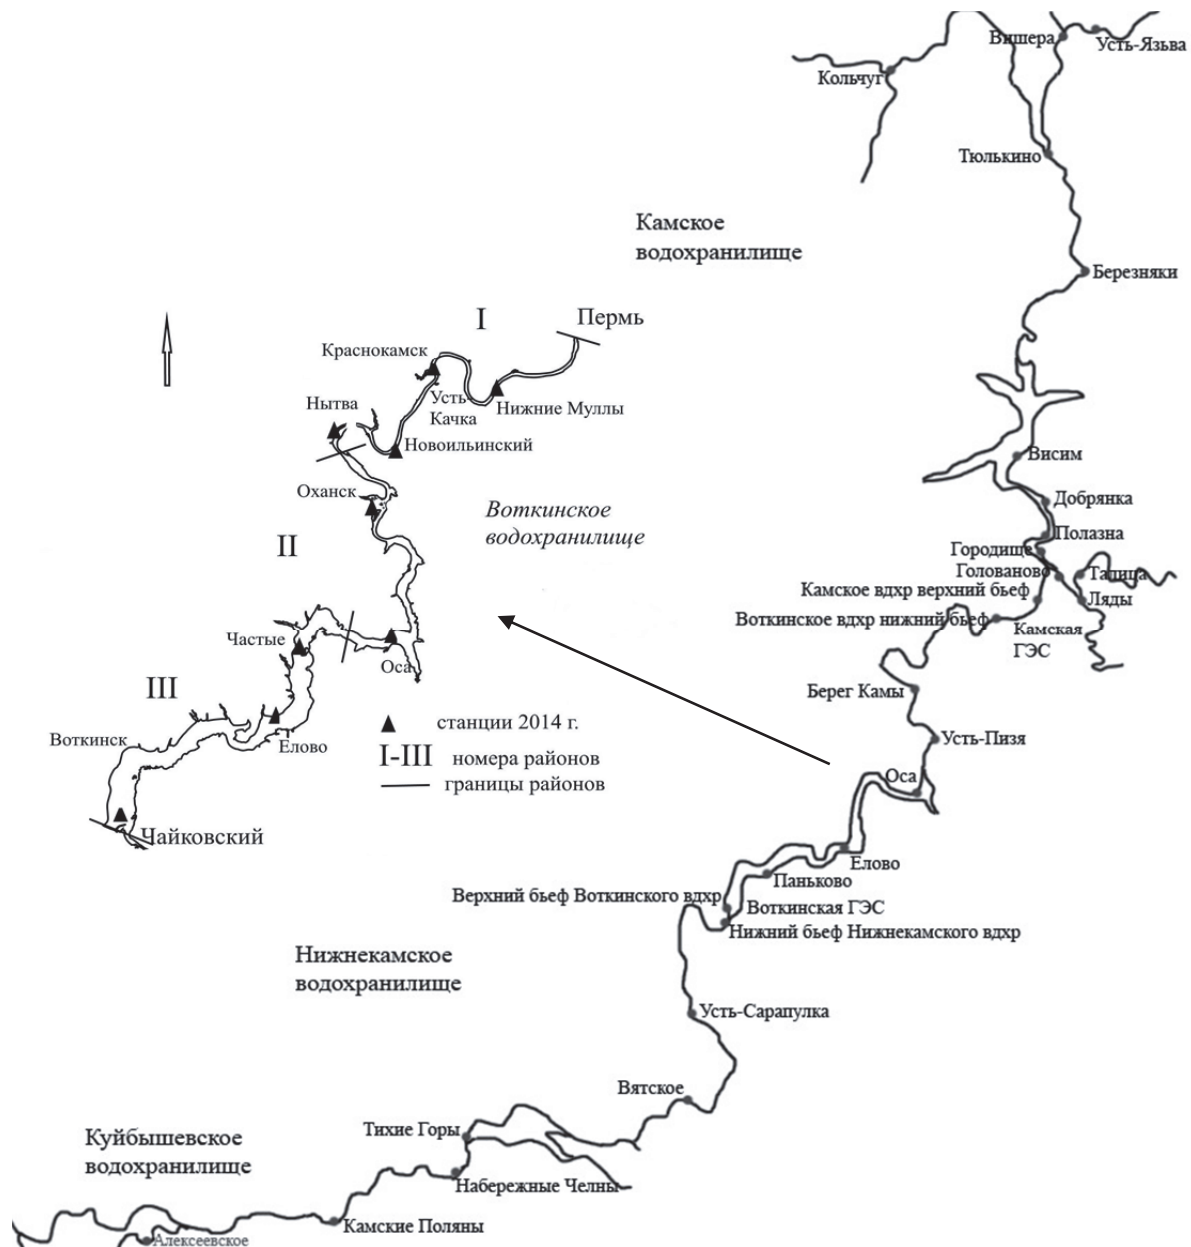 Вишера
Усть-Язьва
Кольчуг
Тюлькино
Камское
водохранилище
Березняки
I
Пермь
Краснокамск
Усть-
Качка
Нижние Муллы
Нытва
Новоильинский
Висим
Оханск
Добрянка
Воткинское
водохранилище
Полазна
Городище
II
Голованово
Талица
Камское вдхр верхний бьеф
Ляды
Воткинское вдхр нижний бьеф
Камская
ГЭС
Частые
Оса
III
Берег Камы
станции 2014 г.
Воткинск
Елово
Усть-Пизя
I-III номера районов
границы районов
Оса
Чайковский
Елово
Паньково
Верхний бьеф Воткинского вдхр
Воткинская ГЭС
Нижний бьеф Нижнекамского вдхр
Нижнекамское
водохранилище
Усть-Сарапулка
Вятское
Тихие Горы
Куйбышевское
водохранилище
Набережные Челны
Камские Поляны
Алексеевское